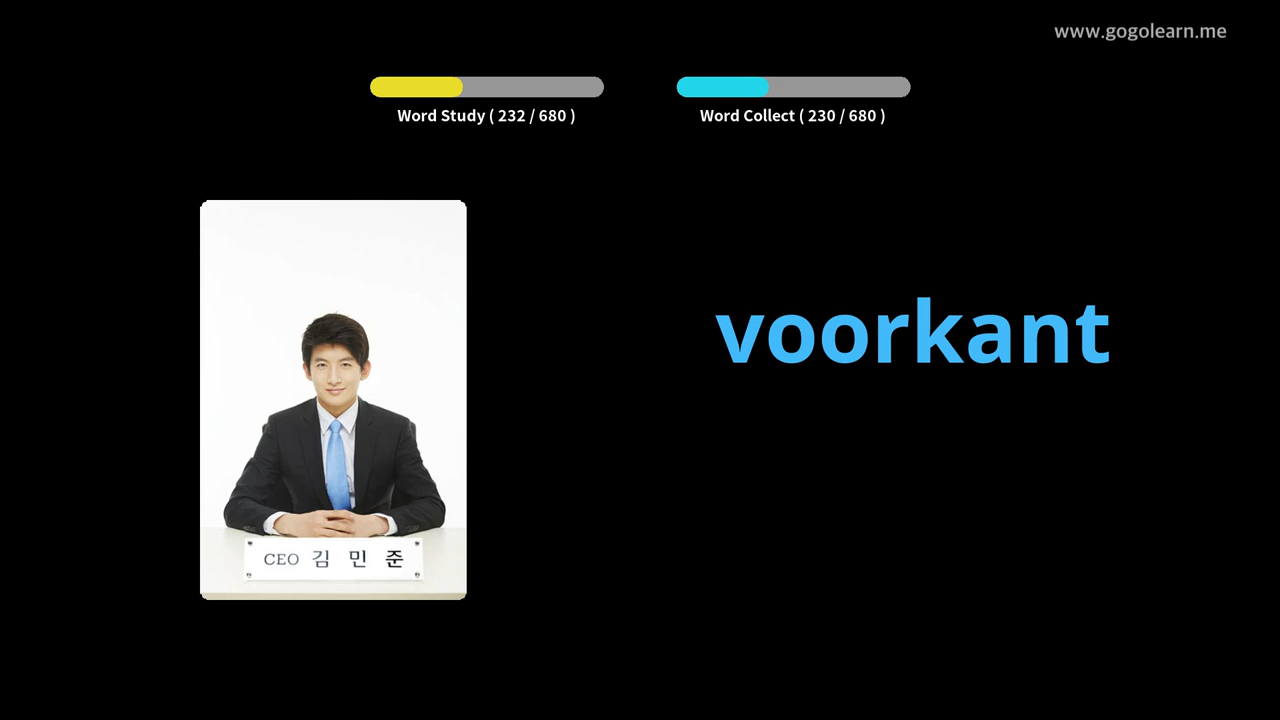 www.gogolearn.me
Word Study ( 232 / 680 )
Word Collect ( 230 / 680 )
voorkant
CEO 김 민 준